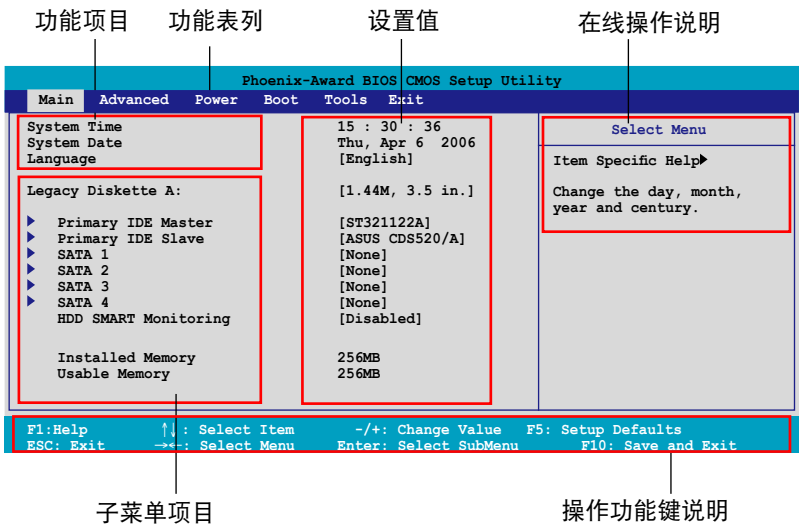 功能项目 功能表列 设置值 在线操作说明
Phoenix-Award BIOS CMOS Setup Utility
Main Advanced Power Boot Tools Exit
System Time 15 : 30 : 36
System Date Thu, Apr 6 2006
Language [English]
Legacy Diskette A: [1.44M, 3.5 in.]
Primary IDE Master [ST321122A]
Primary IDE Slave [ASUS CDS520/A]
SATA 1 [None]
SATA 2 [None]
SATA 3 [None]
SATA 4 [None]
HDD SMART Monitoring [Disabled]
Installed Memory 256MB
Usable Memory 256MB
Select Menu
Item Specific Help
Change the day, month,
year and century.
F1:Help ↑↓: Select Item -/+: Change Value F5: Setup Defaults
ESC: Exit →←: Select Menu Enter: Select SubMenu F10: Save and Exit
子菜单项目 操作功能键说明